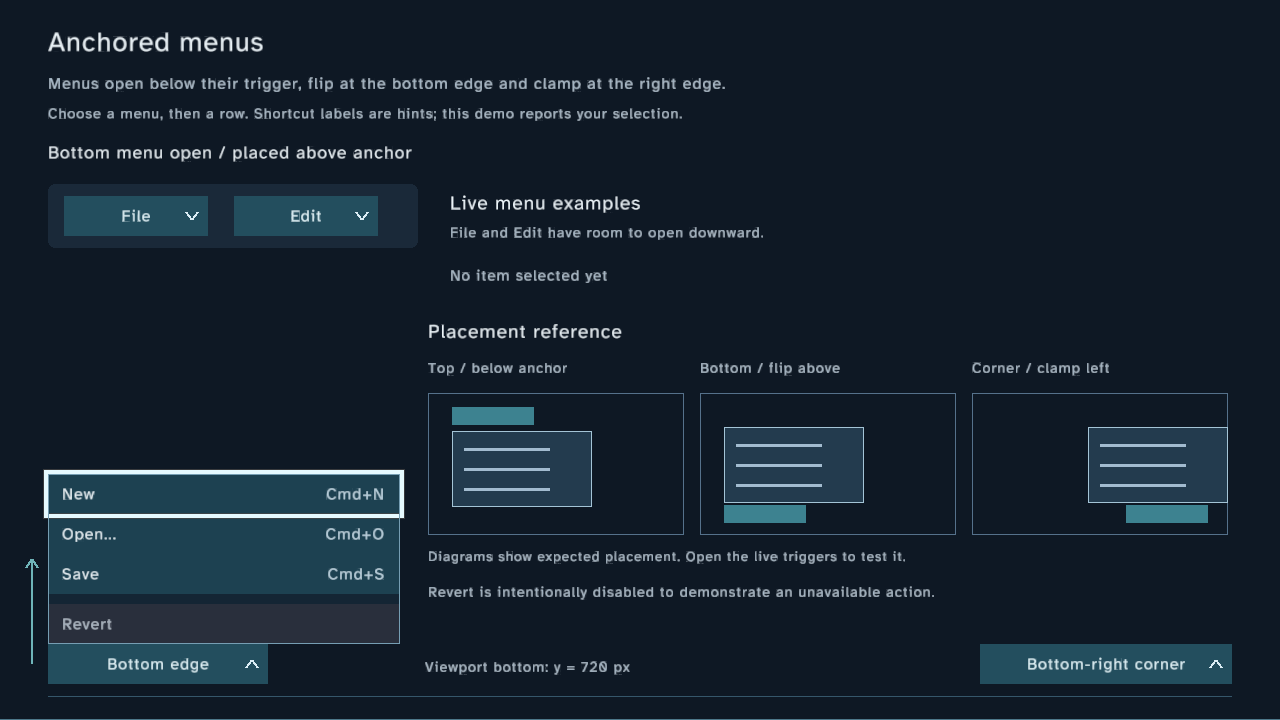 Anchored menus
Menus open below their trigger, flip at the bottom edge and clamp at the right edge.
Choose a menu, then a row. Shortcut labels are hints; this demo reports your selection.
Bottom menu open / placed above anchor
File
Edit
Live menu examples
File and Edit have room to open downward.
No item selected yet
Placement reference
Top / below anchor
Bottom / flip above
Corner / clamp left
New Cmd+N
Open... Cmd+O
Save Cmd+S
Revert
Diagrams show expected placement. Open the live triggers to test it.
Revert is intentionally disabled to demonstrate an unavailable action.
Bottom edge
Viewport bottom: y = 720 px
Bottom-right corner